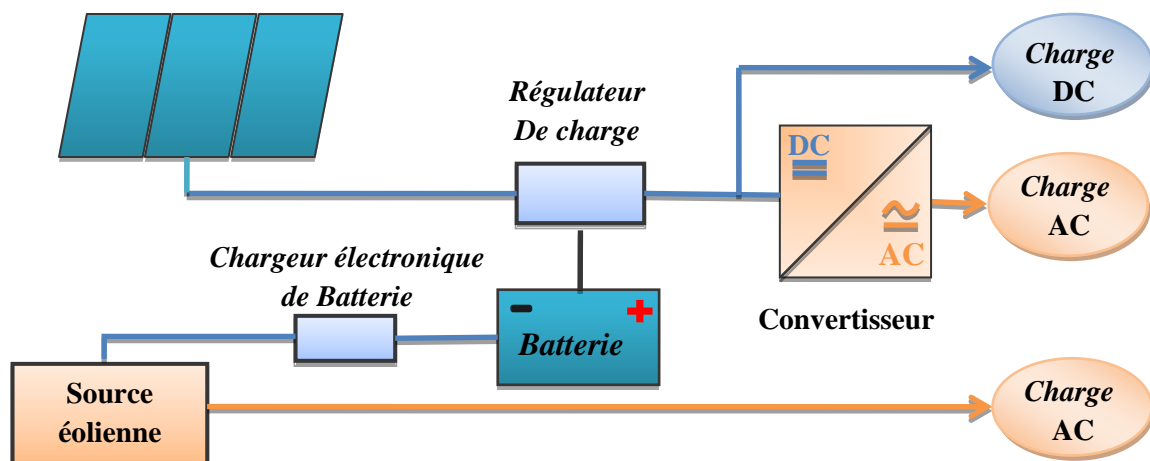 Charge
DC
Régulateur
De charge
DC
AC
Charge
AC
Chargeur électronique
de Batterie
- +
Batterie
Convertisseur
Source
éolienne
Charge
AC